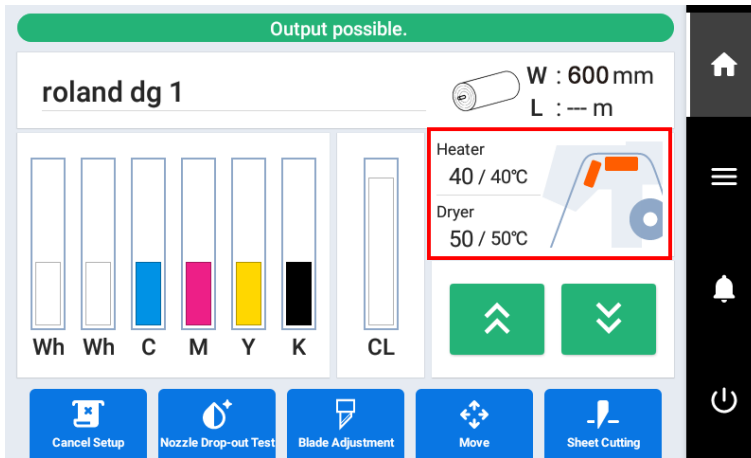 Output possible.
roland dg 1
W : 600 mm
L : --- m
Heater
40 / 40℃
Dryer
50 / 50℃
Wh Wh C M Y K CL
Cancel Setup Nozzle Drop-out Test Blade Adjustment Move Sheet Cutting